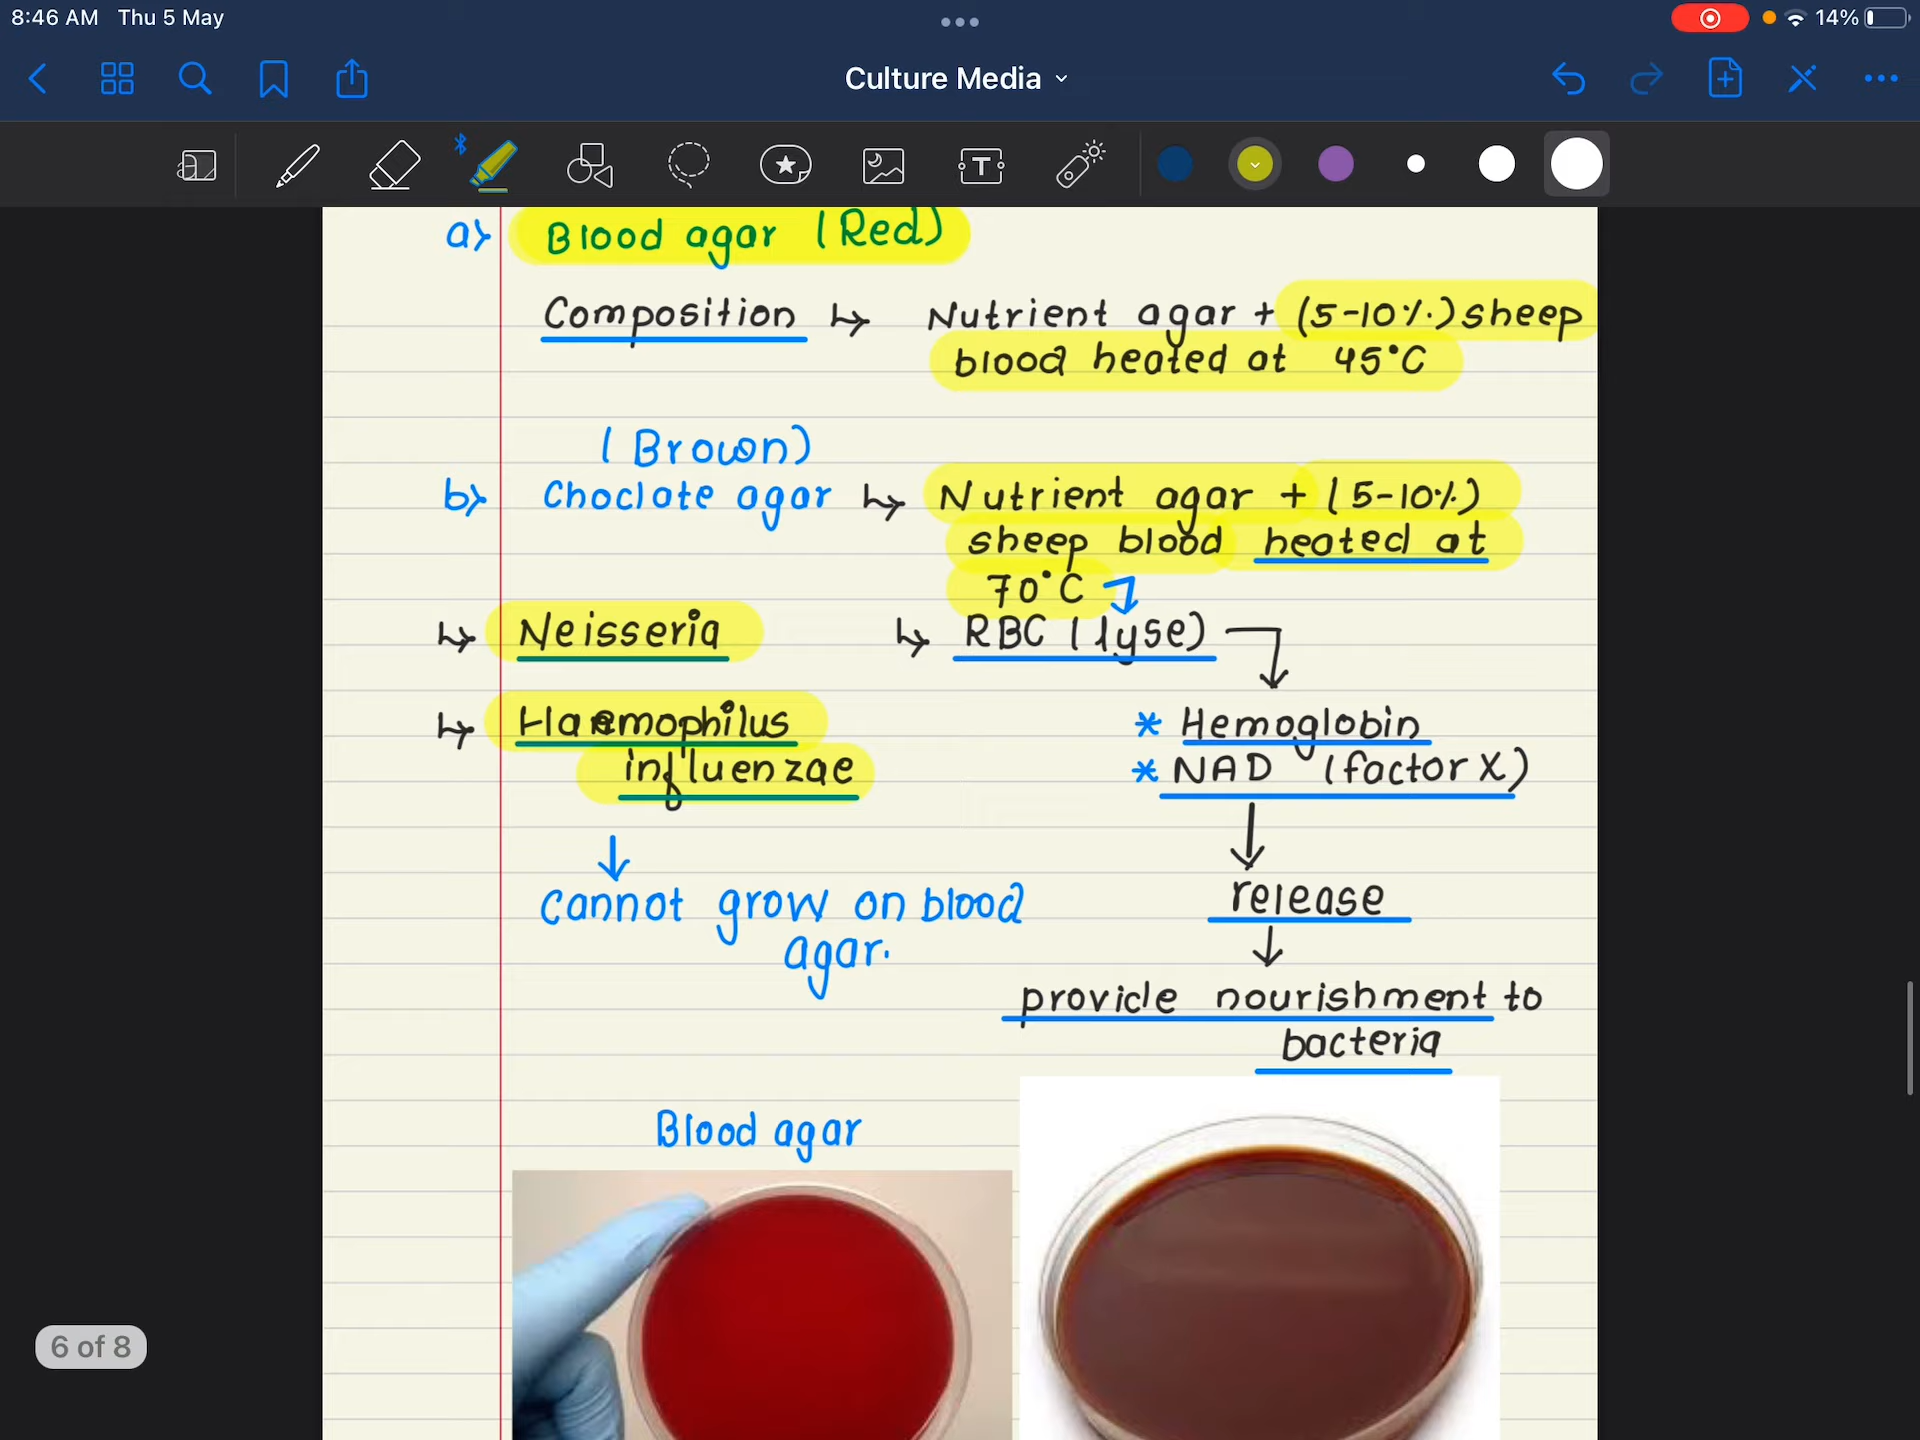 8:46 AM Thu 5 May
14%
Culture Media
a) Blood agar (Red)
Composition ↳ Nutrient agar + (5-10%) sheep
blood heated at 45°C
(Brown)
b) Choclate agar ↳ Nutrient agar + (5-10%)
sheep blood heated at
70°C
↳ Neisseria ↳ RBC (lyse)
↳ Haemophilus * Hemoglobin
influenzae * NAD (factor X)
↓
cannot grow on blood release
agar.
provide nourishment to
bacteria
Blood agar
6 of 8